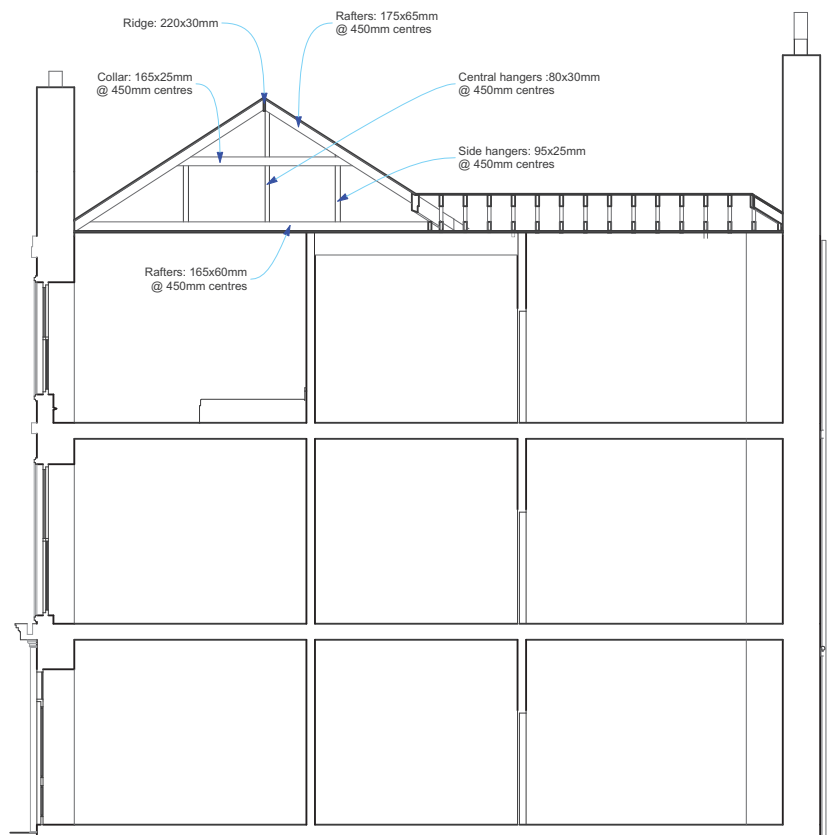 Ridge: 220x30mm
Rafters: 175x65mm
@ 450mm centres
Collar: 165x25mm
@ 450mm centres
Central hangers :80x30mm
@ 450mm centres
Side hangers: 95x25mm
@ 450mm centres
Rafters: 165x60mm
@ 450mm centres